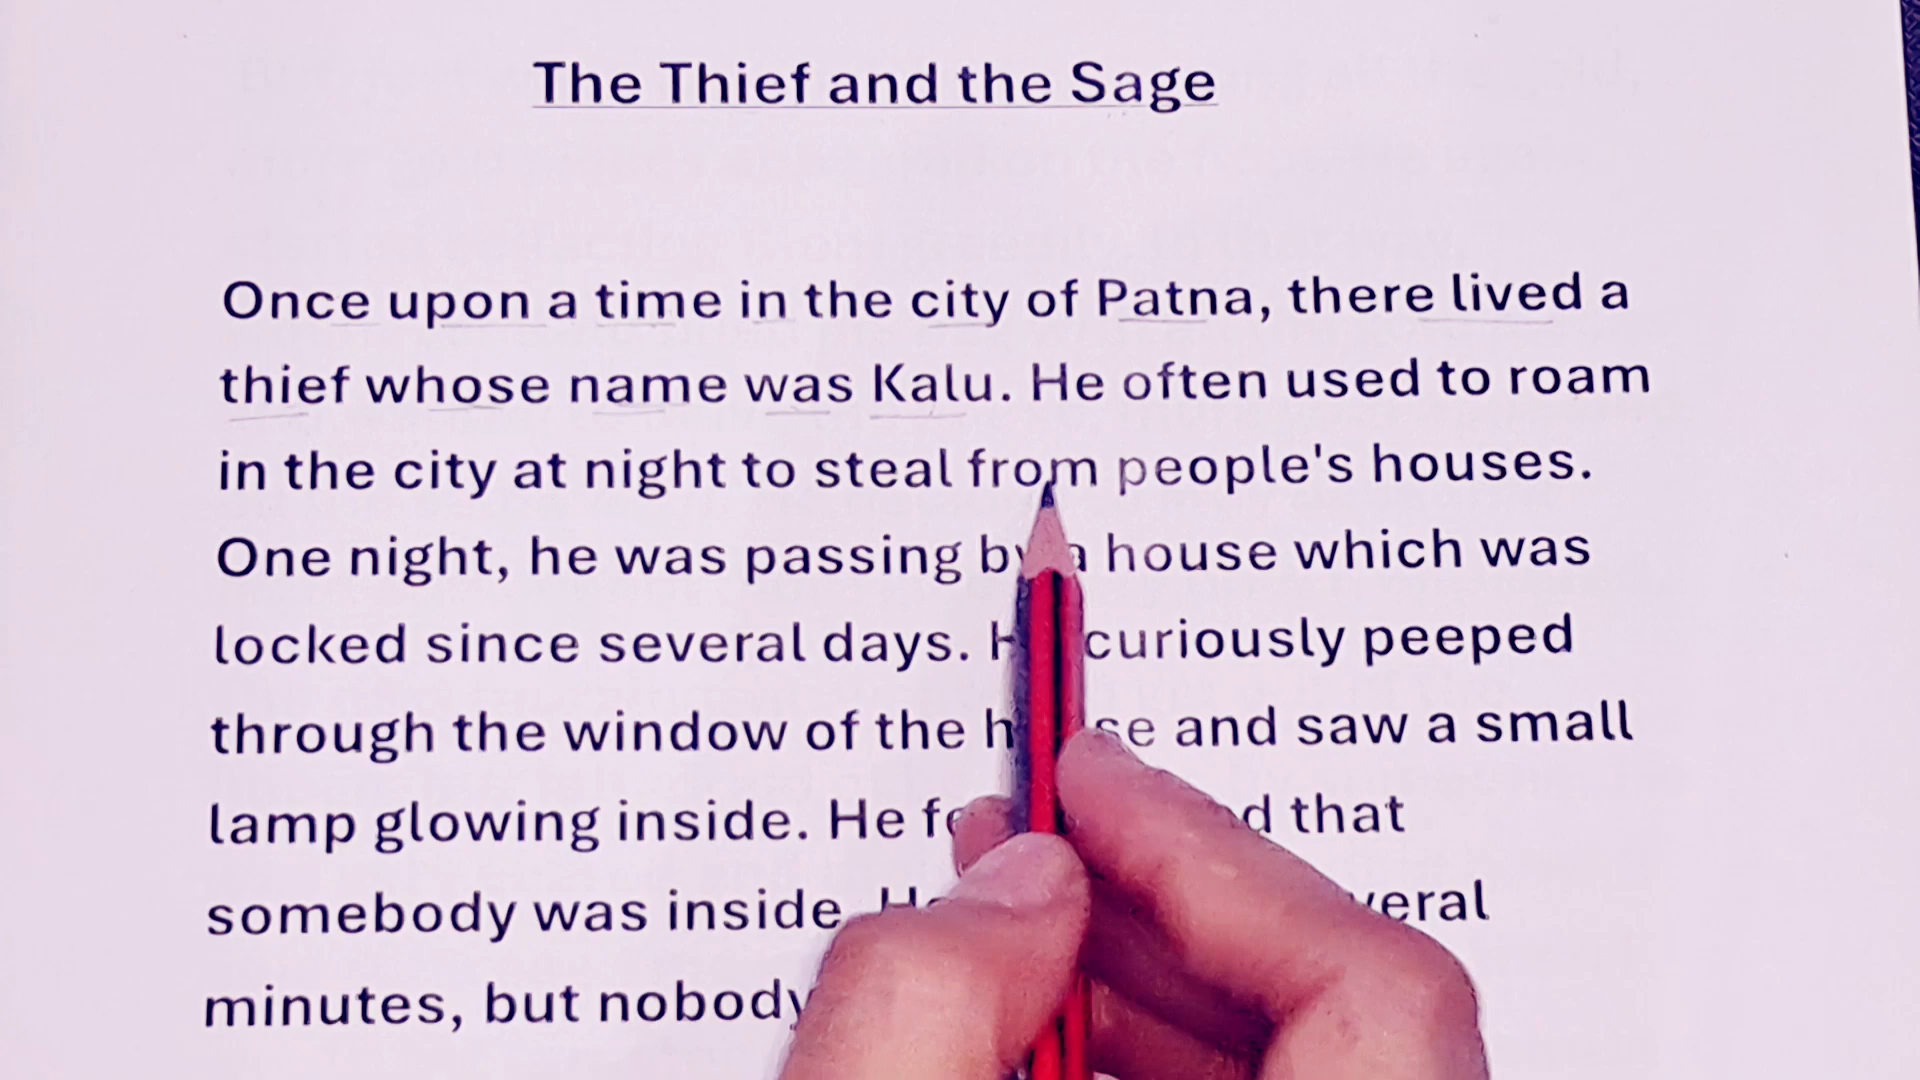 The Thief and the Sage
Once upon a time in the city of Patna, there lived a
thief whose name was Kalu. He often used to roam
in the city at night to steal from people's houses.
One night, he was passing by a house which was
locked since several days. He curiously peeped
through the window of the house and saw a small
lamp glowing inside. He that
somebody was inside.
minutes, but nobody